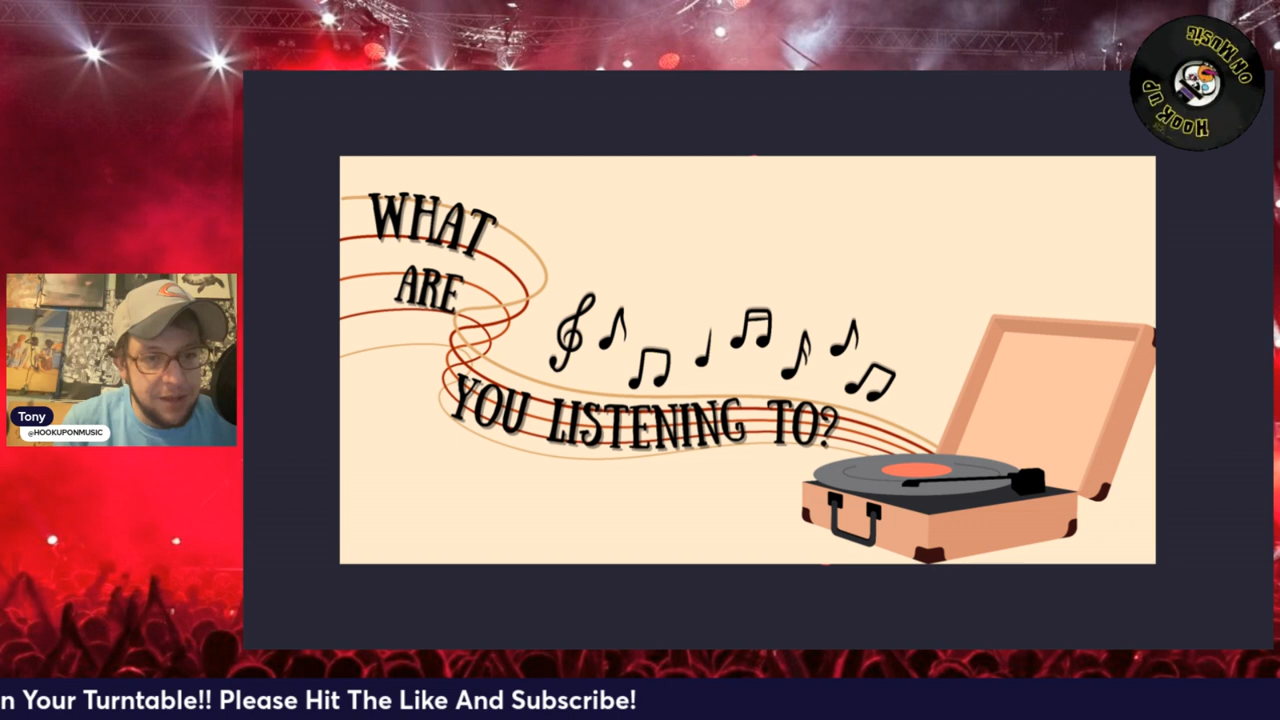 HOOK UP
ON MUSIC
WHAT
ARE
YOU LISTENING TO?
Tony
@HOOKUPONMUSIC
n Your Turntable!! Please Hit The Like And Subscribe!